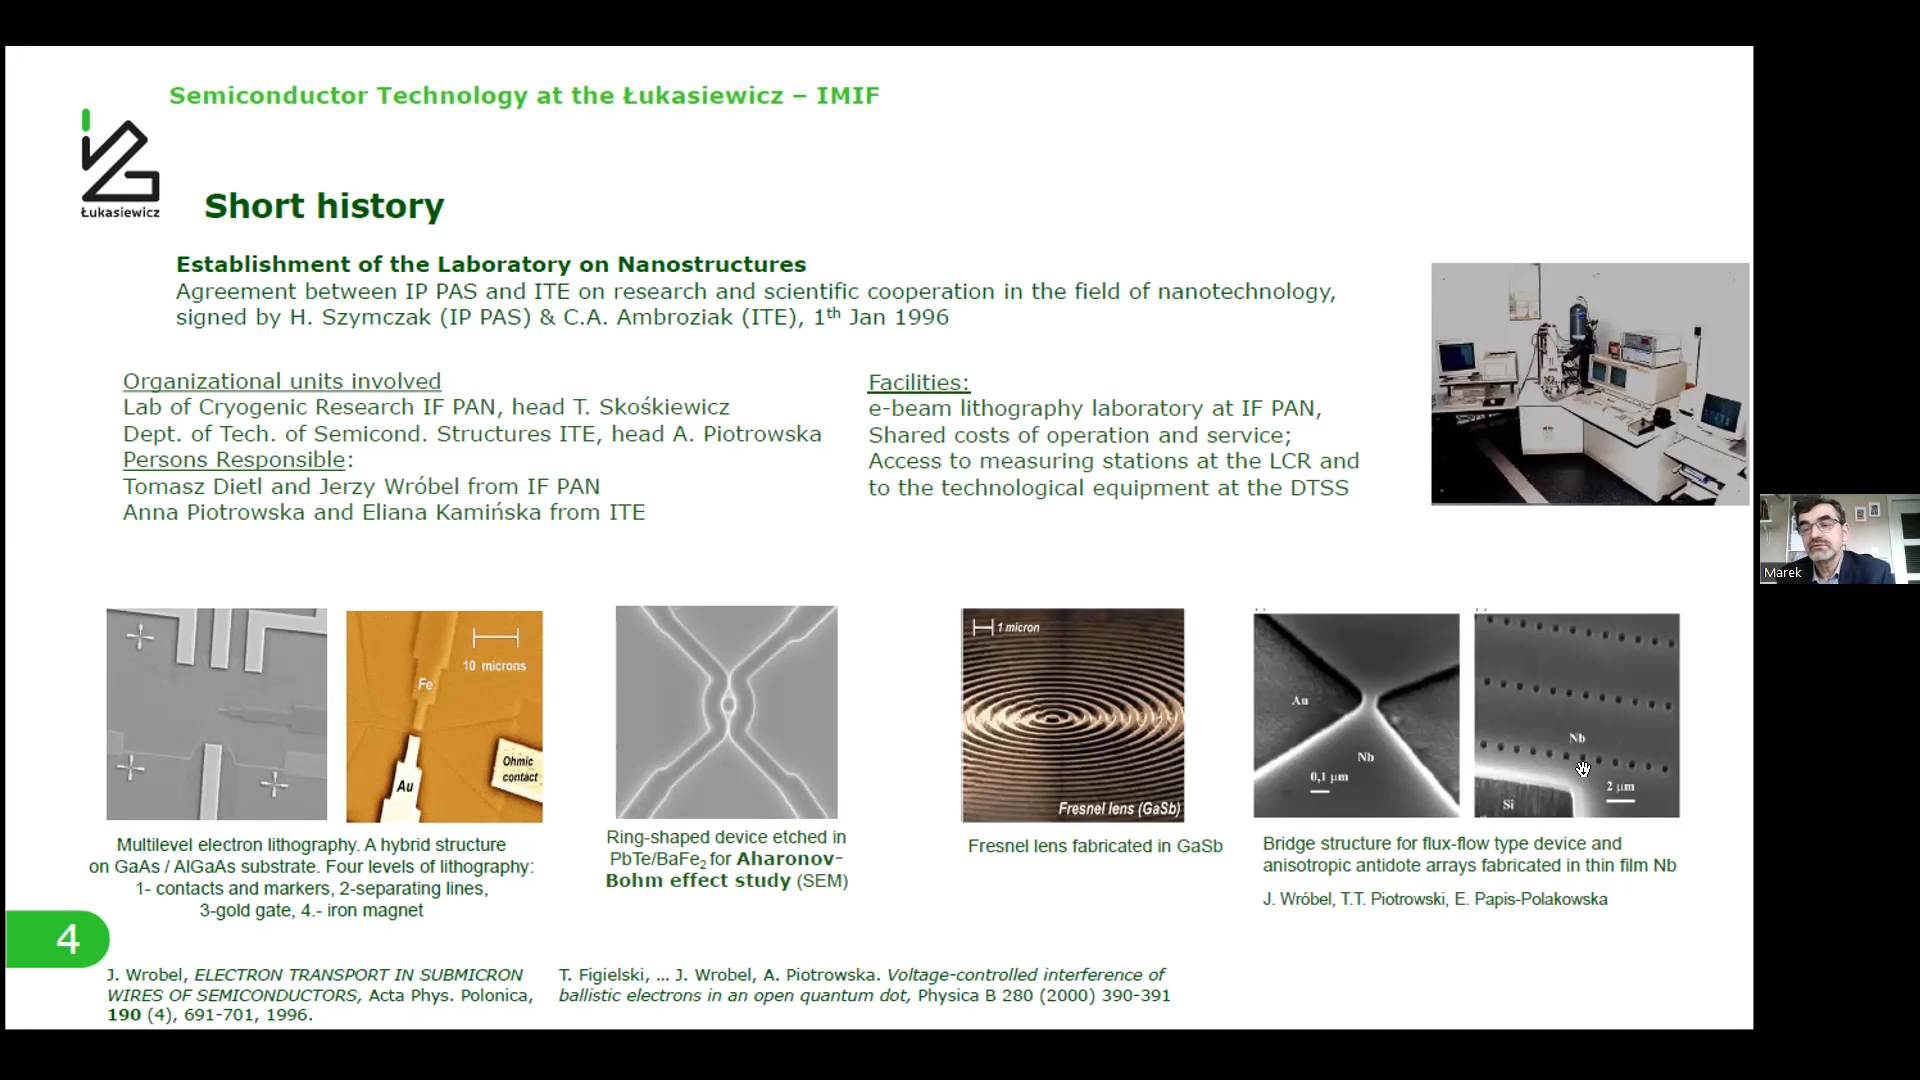 Semiconductor Technology at the Łukasiewicz – IMIF
Łukasiewicz
Short history
Establishment of the Laboratory on Nanostructures
Agreement between IP PAS and ITE on research and scientific cooperation in the field of nanotechnology,
signed by H. Szymczak (IP PAS) & C.A. Ambroziak (ITE), 1th Jan 1996
Organizational units involved
Lab of Cryogenic Research IF PAN, head T. Skośkiewicz
Dept. of Tech. of Semicond. Structures ITE, head A. Piotrowska
Persons Responsible:
Tomasz Dietl and Jerzy Wróbel from IF PAN
Anna Piotrowska and Eliana Kamińska from ITE
Facilities:
e-beam lithography laboratory at IF PAN,
Shared costs of operation and service;
Access to measuring stations at the LCR and
to the technological equipment at the DTSS
Marek
10 microns
Fe
Au
Ohmic
contact
1 micron
Fresnel lens (GaSb)
Au
Nb
0,1 µm
Nb
2 µm
Si
Multilevel electron lithography. A hybrid structure
on GaAs / AlGaAs substrate. Four levels of lithography:
1- contacts and markers, 2-separating lines,
3-gold gate, 4.- iron magnet
Ring-shaped device etched in
PbTe/BaFe2 for Aharonov-
Bohm effect study (SEM)
Fresnel lens fabricated in GaSb
Bridge structure for flux-flow type device and
anisotropic antidote arrays fabricated in thin film Nb
J. Wróbel, T.T. Piotrowski, E. Papis-Polakowska
4
J. Wrobel, ELECTRON TRANSPORT IN SUBMICRON
WIRES OF SEMICONDUCTORS, Acta Phys. Polonica,
190 (4), 691-701, 1996.
T. Figielski, ... J. Wrobel, A. Piotrowska. Voltage-controlled interference of
ballistic electrons in an open quantum dot, Physica B 280 (2000) 390-391